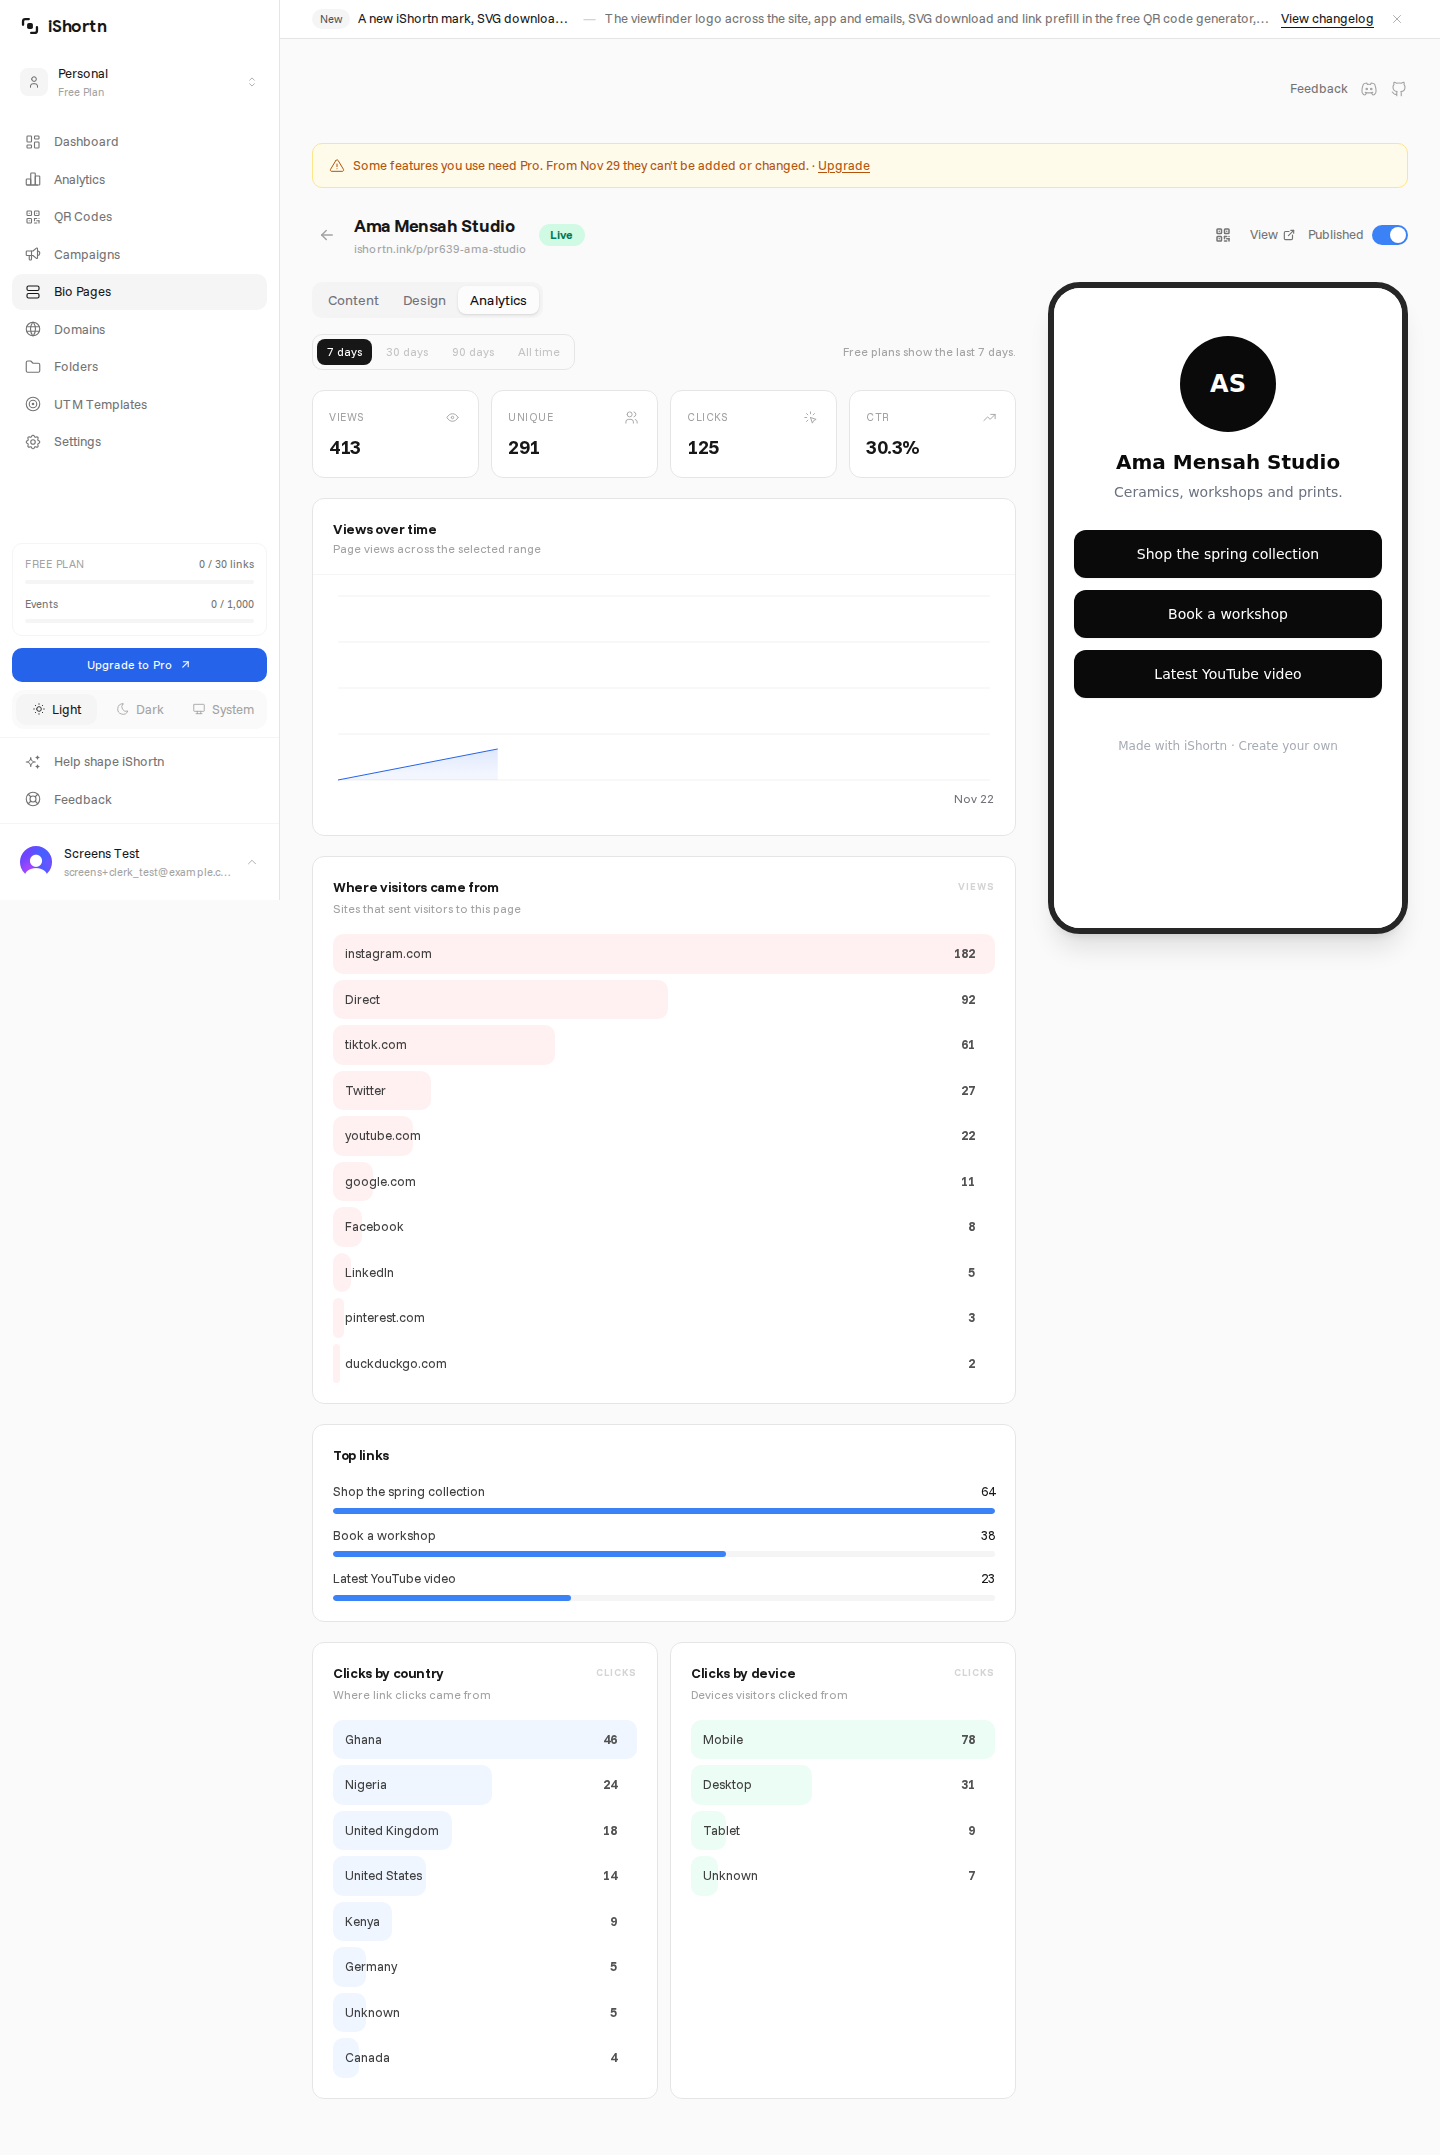 iShortn
Personal
Free Plan
Dashboard
Analytics
QR Codes
Campaigns
Bio Pages
Domains
Folders
UTM Templates
Settings
FREE PLAN 0 / 30 links
Events 0 / 1,000
Upgrade to Pro
Light Dark System
Help shape iShortn
Feedback
Screens Test
screens+clerk_test@example.c...
New A new iShortn mark, SVG downloa... — The viewfinder logo across the site, app and emails, SVG download and link prefill in the free QR code generator,... View changelog
Feedback
Some features you use need Pro. From Nov 29 they can't be added or changed. · Upgrade
Ama Mensah Studio
ishortn.ink/p/pr639-ama-studio
Live
View Published
Content Design Analytics
7 days 30 days 90 days All time
Free plans show the last 7 days.
VIEWS
413
UNIQUE
291
CLICKS
125
CTR
30.3%
Views over time
Page views across the selected range
Nov 22
Where visitors came from VIEWS
Sites that sent visitors to this page
instagram.com 182
Direct 92
tiktok.com 61
Twitter 27
youtube.com 22
google.com 11
Facebook 8
LinkedIn 5
pinterest.com 3
duckduckgo.com 2
Top links
Shop the spring collection 64
Book a workshop 38
Latest YouTube video 23
Clicks by country CLICKS
Where link clicks came from
Ghana 46
Nigeria 24
United Kingdom 18
United States 14
Kenya 9
Germany 5
Unknown 5
Canada 4
Clicks by device CLICKS
Devices visitors clicked from
Mobile 78
Desktop 31
Tablet 9
Unknown 7
AS
Ama Mensah Studio
Ceramics, workshops and prints.
Shop the spring collection
Book a workshop
Latest YouTube video
Made with iShortn · Create your own